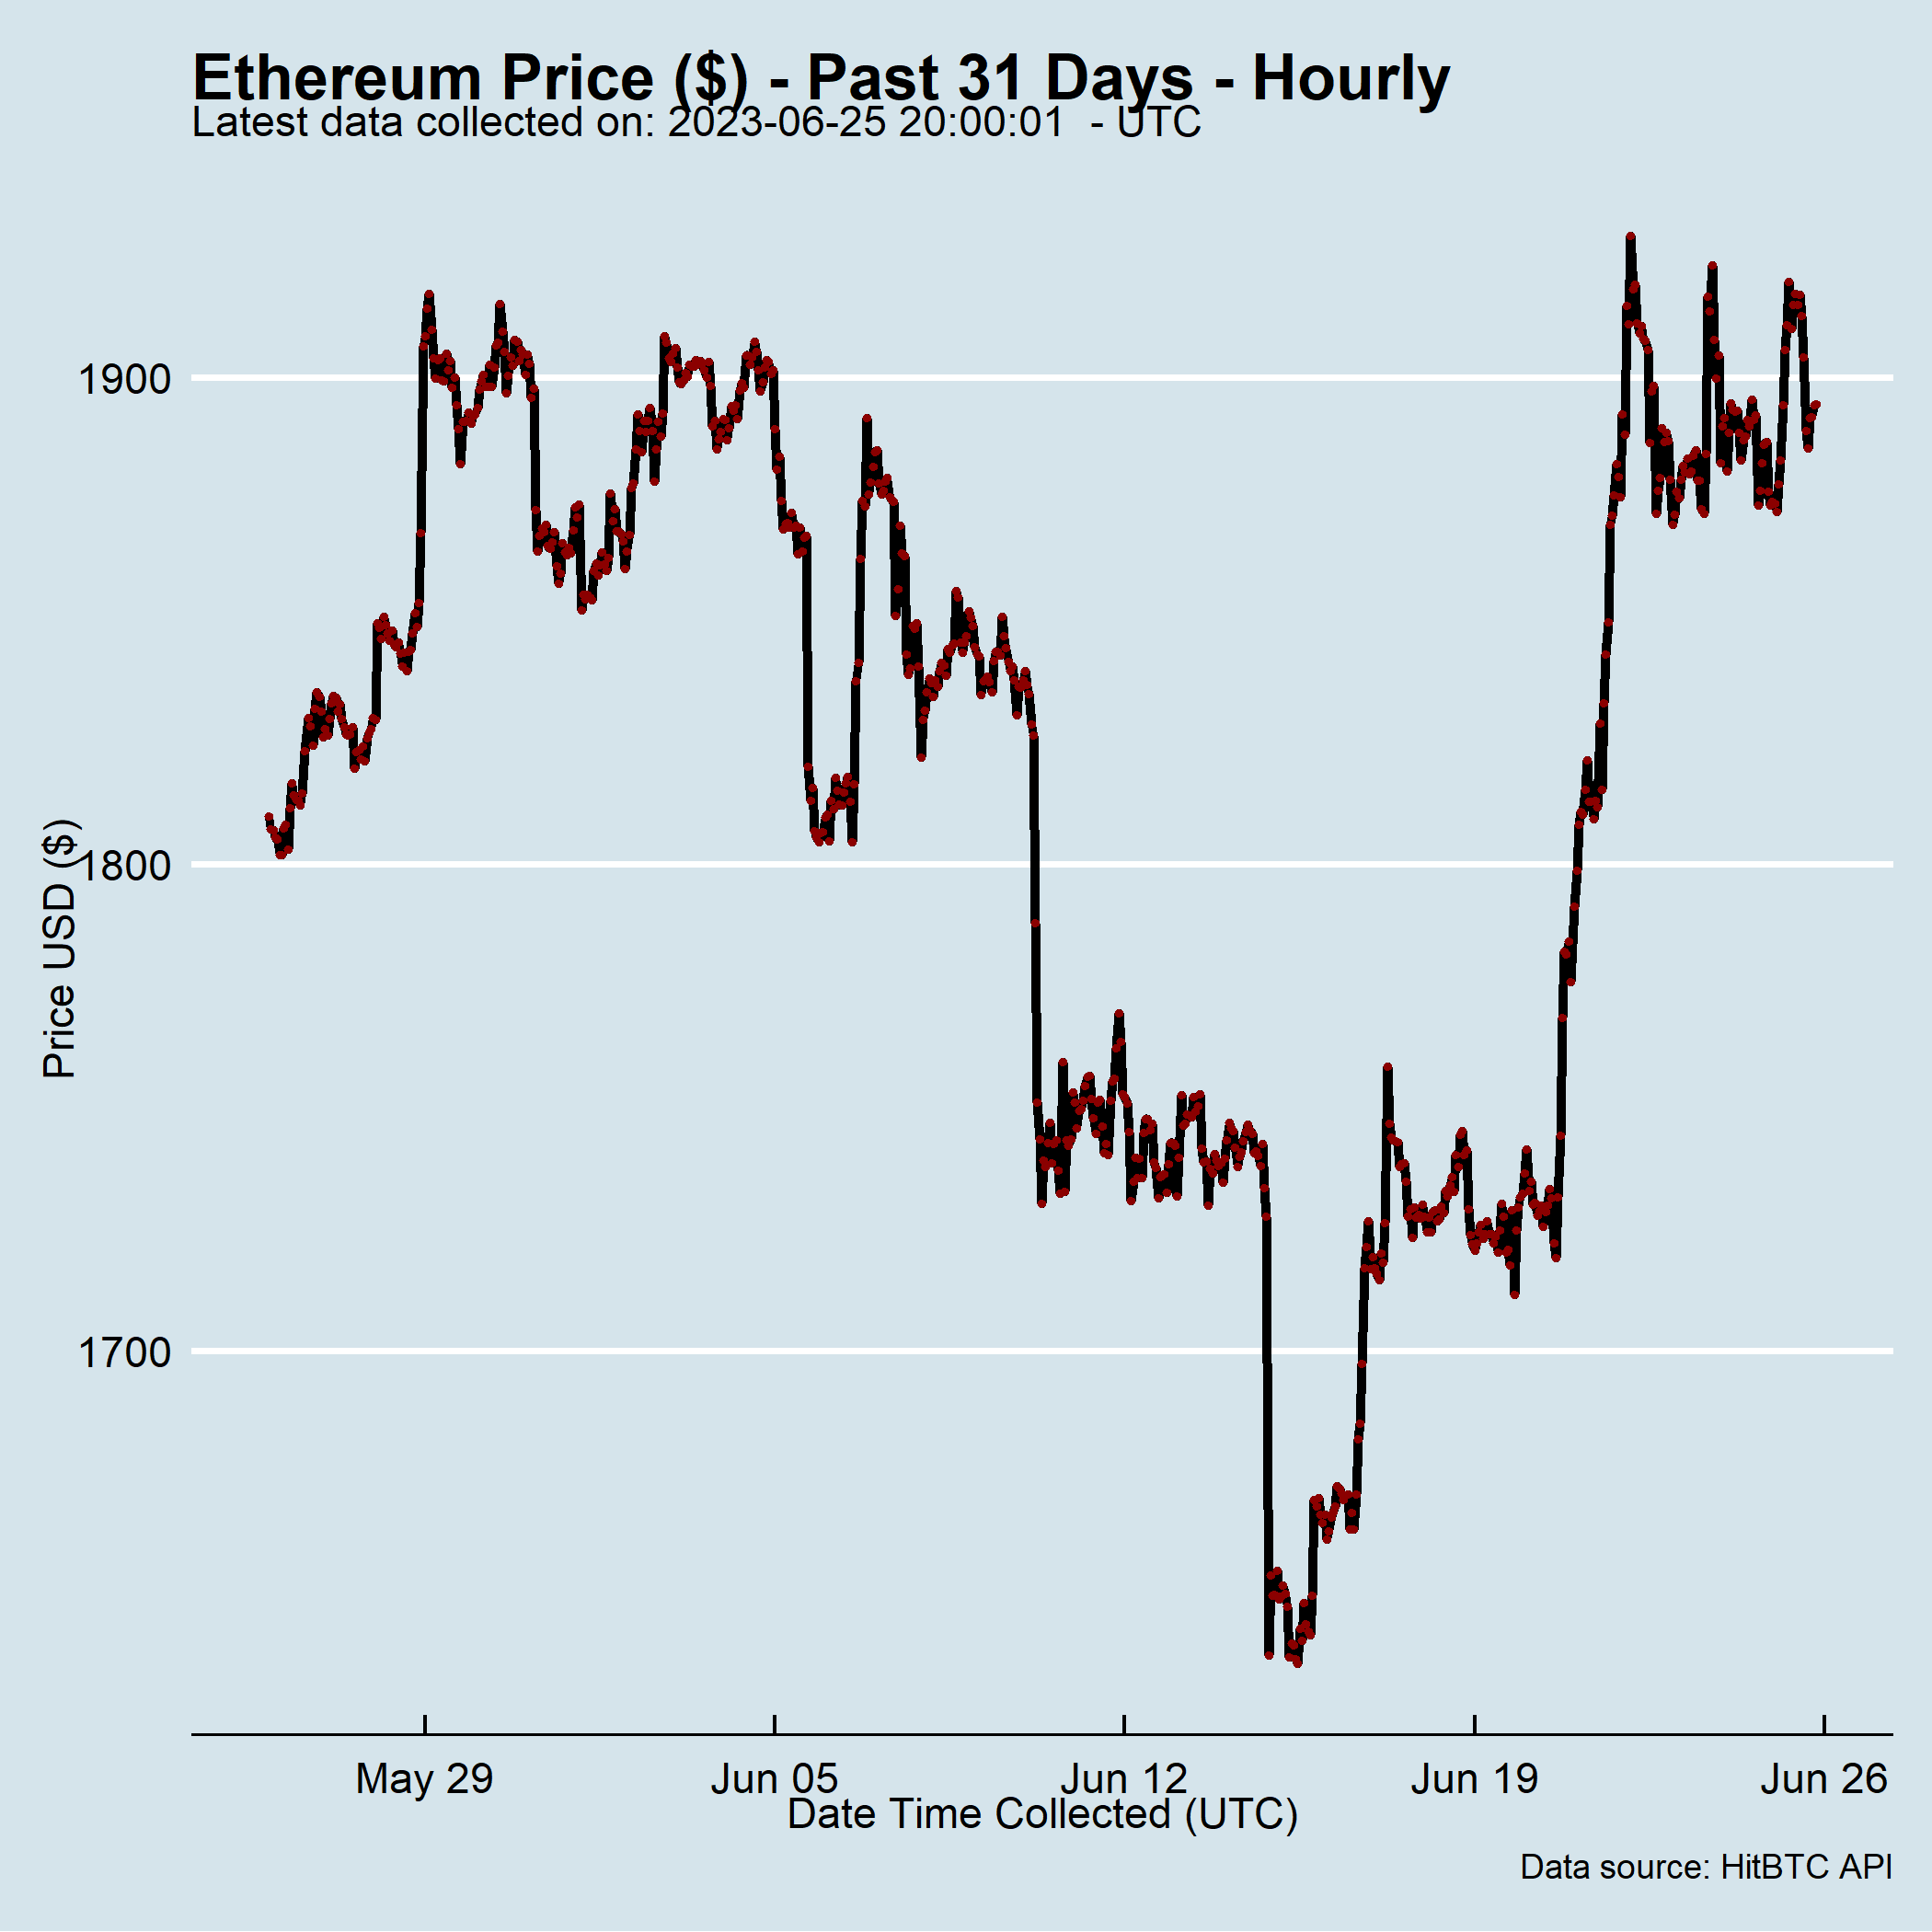 Ethereum Price ($) - Past 31 Days - Hourly
Latest data collected on: 2023-06-25 20:00:01  - UTC
Price USD ($)
1900
1800
1700
May 29
Jun 05
Jun 12
Jun 19
Jun 26
Date Time Collected (UTC)
Data source: HitBTC API